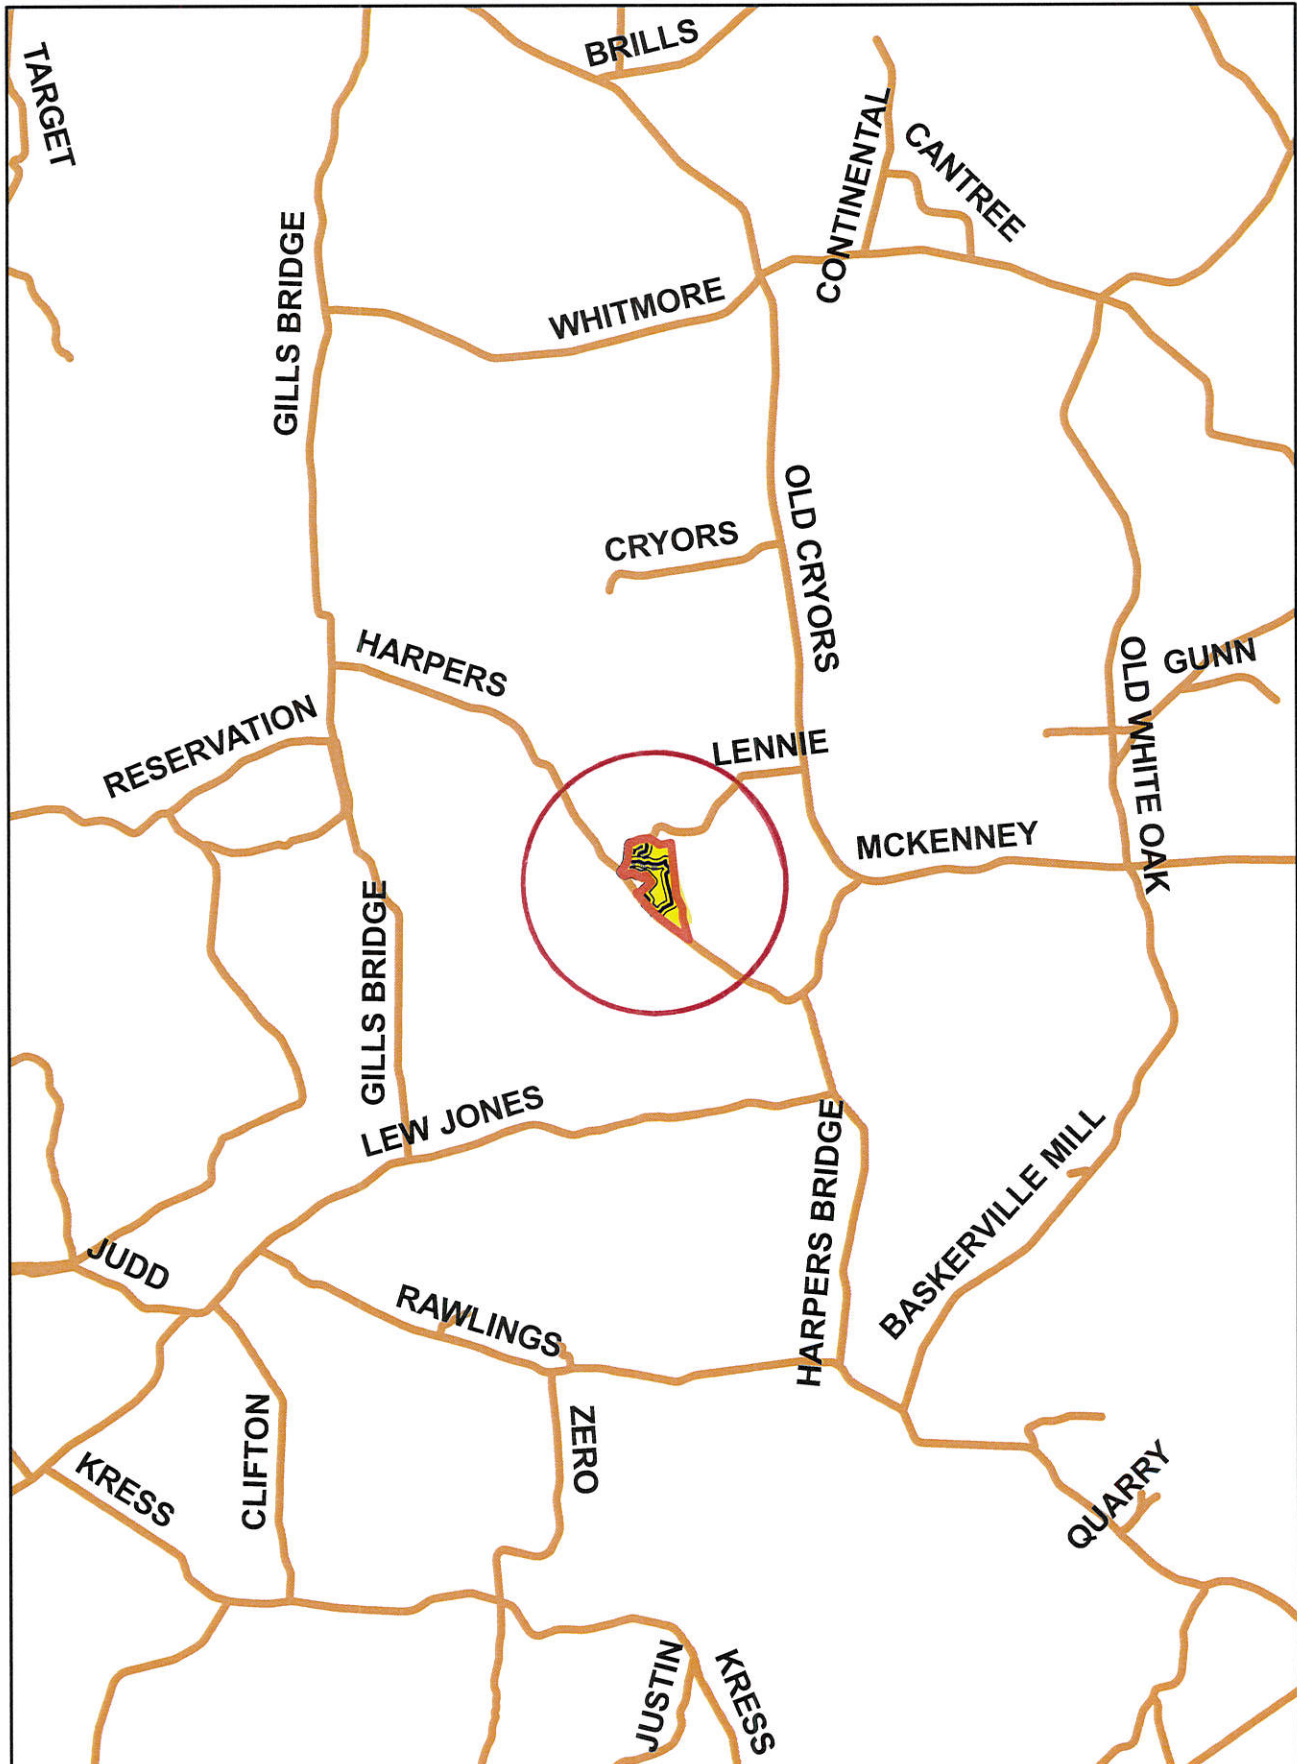 BRILLS
TARGET
CONTINENTAL
CANTREE
GILLS BRIDGE
WHITMORE
OLD CRYORS
CRYORS
HARPERS
OLD WHITE OAK
GUNN
RESERVATION
LENNIE
MCKENNEY
GILLS BRIDGE
LEW JONES
HARPERS BRIDGE
BASKERVILLE MILL
JUDD
RAWLINGS
CLIFTON
ZERO
KRESS
QUARRY
JUSTIN
KRESS